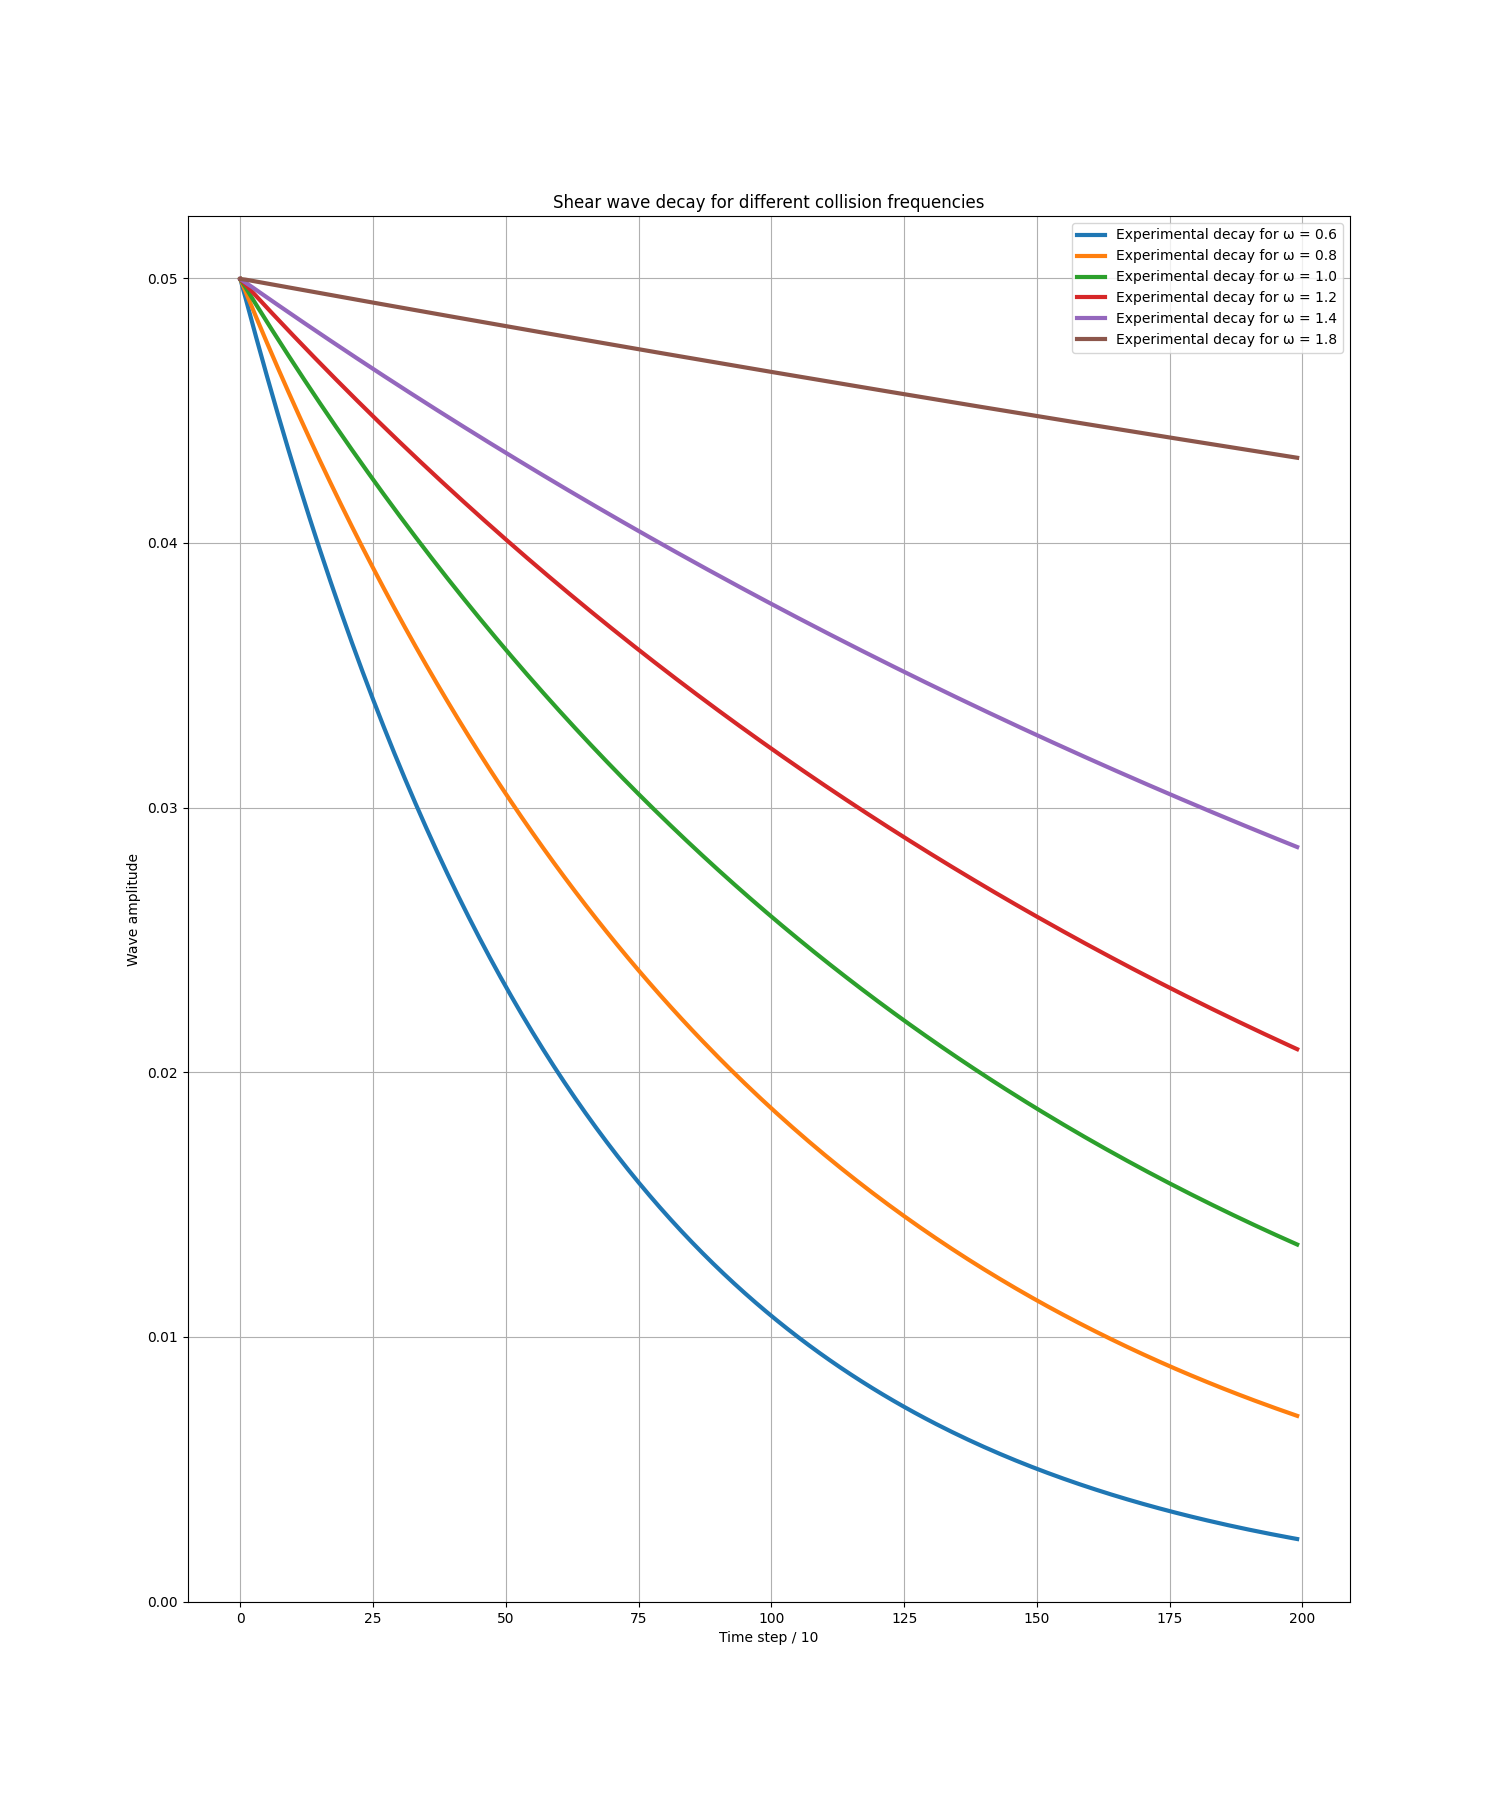 Shear wave decay for different collision frequencies
Experimental decay for ω = 0.6
Experimental decay for ω = 0.8
Experimental decay for ω = 1.0
Experimental decay for ω = 1.2
Experimental decay for ω = 1.4
Experimental decay for ω = 1.8
0.05
0.04
0.03
0.02
0.01
0.00
Wave amplitude
0 25 50 75 100 125 150 175 200
Time step / 10